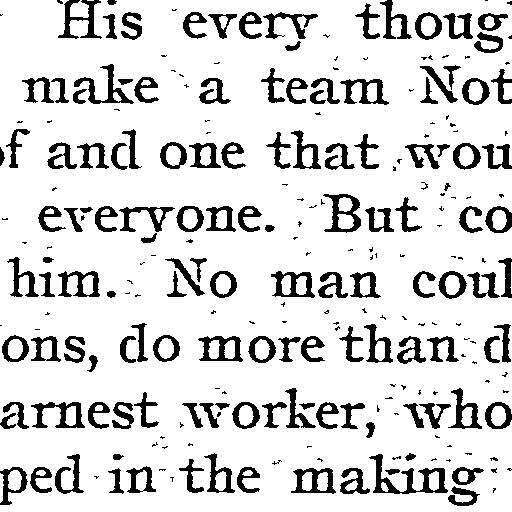 His every thoug
make a team Not
of and one that wou
everyone. But co
him. No man coul
ons, do more than d
arnest worker, who
ped in the making